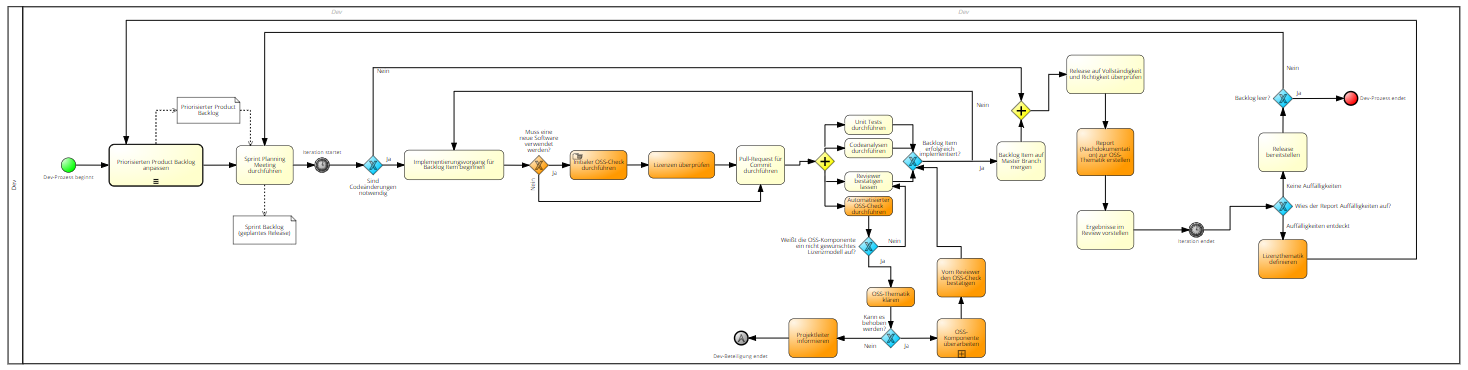 Dev
Dev
Dev
Dev-Prozess beginnt
Priorisierten Product Backlog
anpassen
Priorisierter Product
Backlog
Sprint Planning
Meeting
durchführen
Sprint Backlog
(geplantes Release)
Iteration startet
Sind
Codeänderungen
notwendig
Nein
Ja
Implementierungsvorgang für
Backlog Item beginnen
Muss eine
neue Software
verwendet
werden?
Ja
Nein
Initialer OSS-Check
durchführen
Lizenzen überprüfen
Pull-Request für
Commit
durchführen
Unit Tests
durchführen
Codeanalysen
durchführen
Reviewer
bestätigen
lassen
Automatisierter
OSS-Check
durchführen
Backlog Item
erfolgreich
implementiert?
Nein
Ja
Weißt die OSS-Komponente
ein nicht gewünschtes
Lizenzmodell auf?
Nein
Ja
OSS-Thematik
klären
Kann es
behoben
werden?
Nein
Ja
Projektleiter
informieren
Dev-Beteiligung endet
OSS-
Komponente
überarbeiten
Vom Reviewer
den OSS-Check
bestätigen
Backlog Item auf
Master Branch
mergen
Release auf Vollständigkeit
und Richtigkeit überprüfen
Report
(Nachdokumentati
on) zur OSS-
Thematik erstellen
Ergebnisse im
Review vorstellen
Iteration endet
Wies der Report Auffälligkeiten auf?
Keine Auffälligkeiten
Auffälligkeiten entdeckt
Lizenzthematik
definieren
Release
bereitstellen
Backlog leer?
Nein
Ja
Dev-Prozess endet